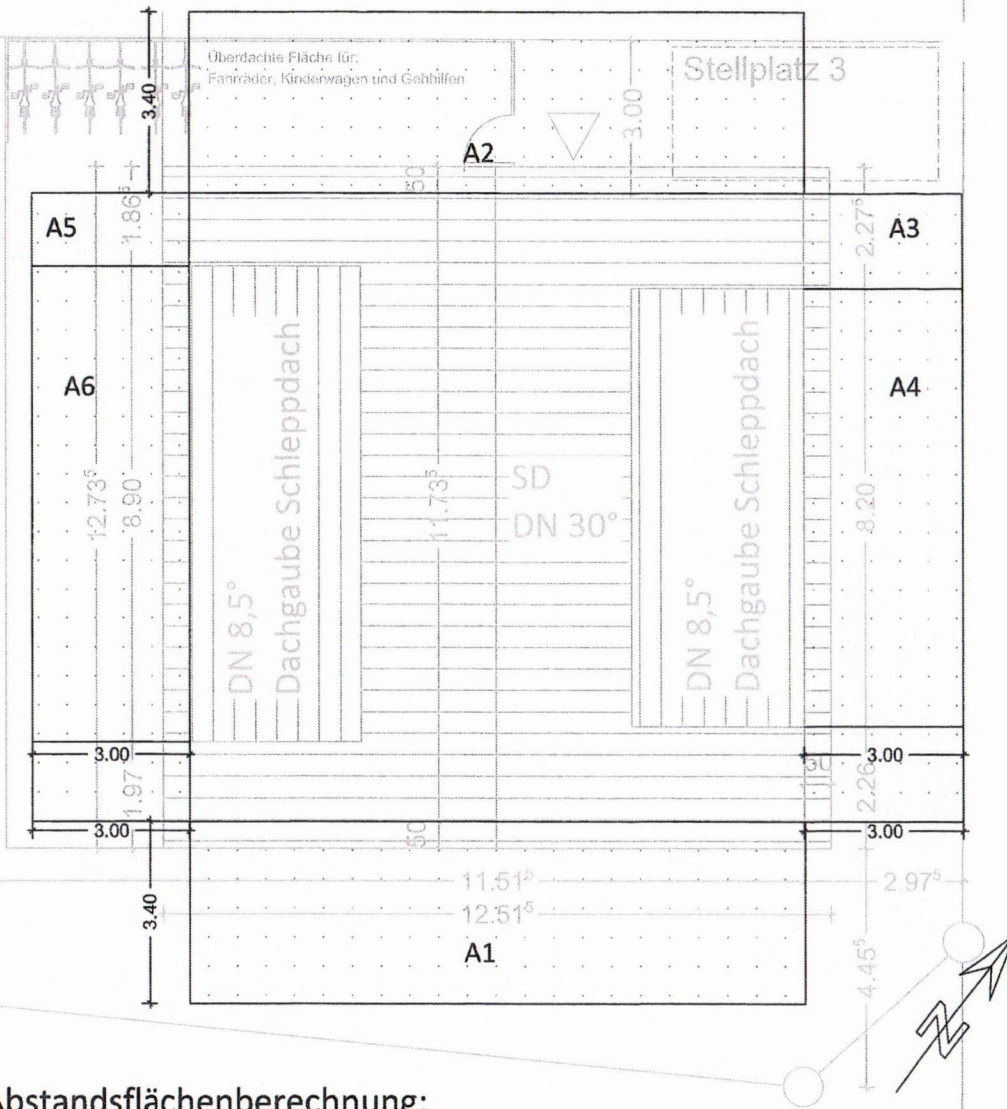 Überdachte Fläche für:
Fahrräder, Kinderwagen und Gehhilfen
Stellplatz 3
3.40
3.00
A2
50
1.86⁵
2.27⁵
A5
A3
A6
A4
DN 8,5°
Dachgaube Schleppdach
SD
DN 30°
DN 8,5°
Dachgaube Schleppdach
12.73⁵
8.90
11.73⁵
8.20
3.00
3.00
1.97
50
2.26
3.00
3.00
50
11.51⁵
2.97⁵
12.51⁵
3.40
A1
4.45⁵
N
Abstandsflächenberechnung: